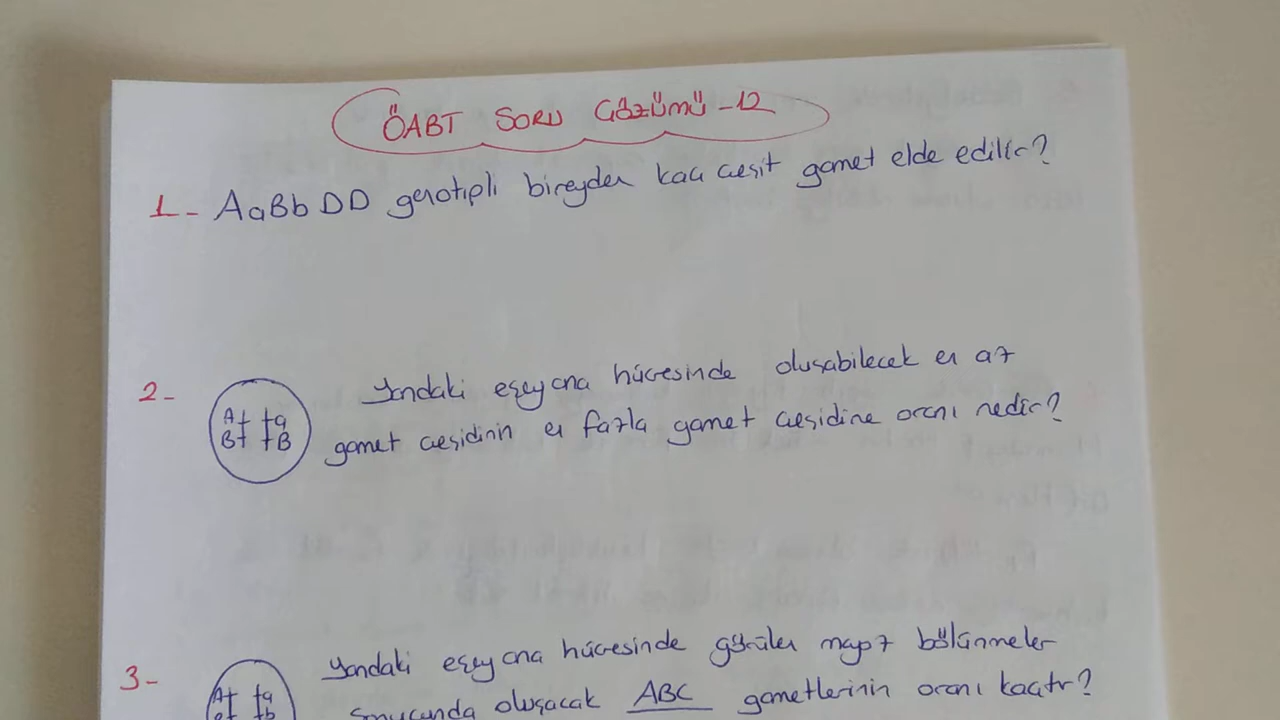 ÖABT SORU ÇÖZÜMÜ -12
1- AaBb DD genotipli bireyden kaç çeşit gamet elde edilir?
2- Yandaki eşey ana hücresinde oluşabilecek en az
A a
B B
gamet çeşidinin en fazla gamet çeşidine oranı nedir?
3- Yandaki eşey ana hücresinde görülen mayoz bölünmeler
A a
b
sonucunda oluşacak ABC gametlerinin oranı kaçtır?